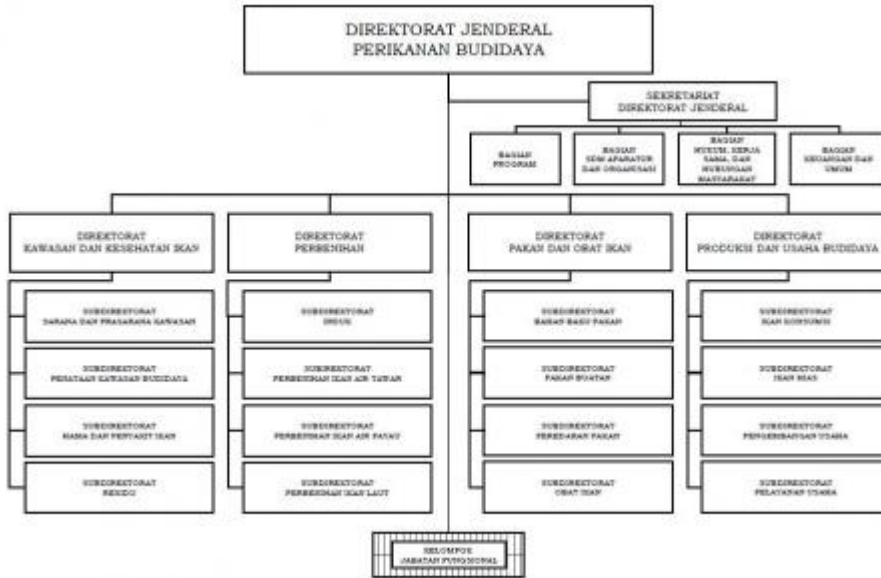 DIREKTORAT JENDERAL
PERIKANAN BUDIDAYA
SEKRETARIAT
DIREKTORAT JENDERAL
BAGIAN
PROGRAM
BAGIAN
SDM APARATUR
DAN ORGANISASI
BAGIAN
HUKUM, KERJA
SAMA, DAN
HUBUNGAN
MASYARAKAT
BAGIAN
KEUANGAN DAN
UMUM
DIREKTORAT
KAWASAN DAN KESEHATAN IKAN
DIREKTORAT
PERBENIHAN
DIREKTORAT
PAKAN DAN OBAT IKAN
DIREKTORAT
PRODUKSI DAN USAHA BUDIDAYA
SUBDIREKTORAT
SARANA DAN PRASARANA KAWASAN
SUBDIREKTORAT
PENATAAN KAWASAN BUDIDAYA
SUBDIREKTORAT
HAMA DAN PENYAKIT IKAN
SUBDIREKTORAT
RESIDU
SUBDIREKTORAT
INDUK
SUBDIREKTORAT
PERBENIHAN IKAN AIR TAWAR
SUBDIREKTORAT
PERBENIHAN IKAN AIR PAYAU
SUBDIREKTORAT
PERBENIHAN IKAN LAUT
SUBDIREKTORAT
BAHAN BAKU PAKAN
SUBDIREKTORAT
PAKAN BUATAN
SUBDIREKTORAT
PEREDARAN PAKAN
SUBDIREKTORAT
OBAT IKAN
SUBDIREKTORAT
IKAN KONSUMSI
SUBDIREKTORAT
IKAN HIAS
SUBDIREKTORAT
PENGEMBANGAN USAHA
SUBDIREKTORAT
PELAYANAN USAHA
KELOMPOK
JABATAN FUNGSIONAL